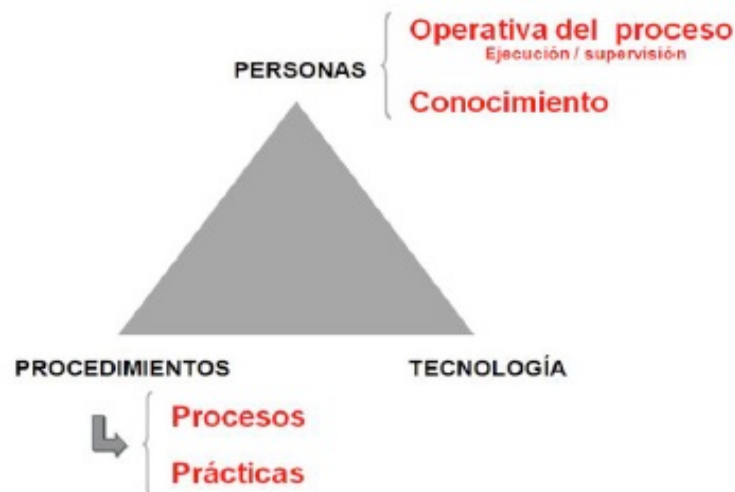 Operativa del proceso
Ejecución / supervisión
PERSONAS
Conocimiento
PROCEDIMIENTOS
TECNOLOGÍA
Procesos
Prácticas